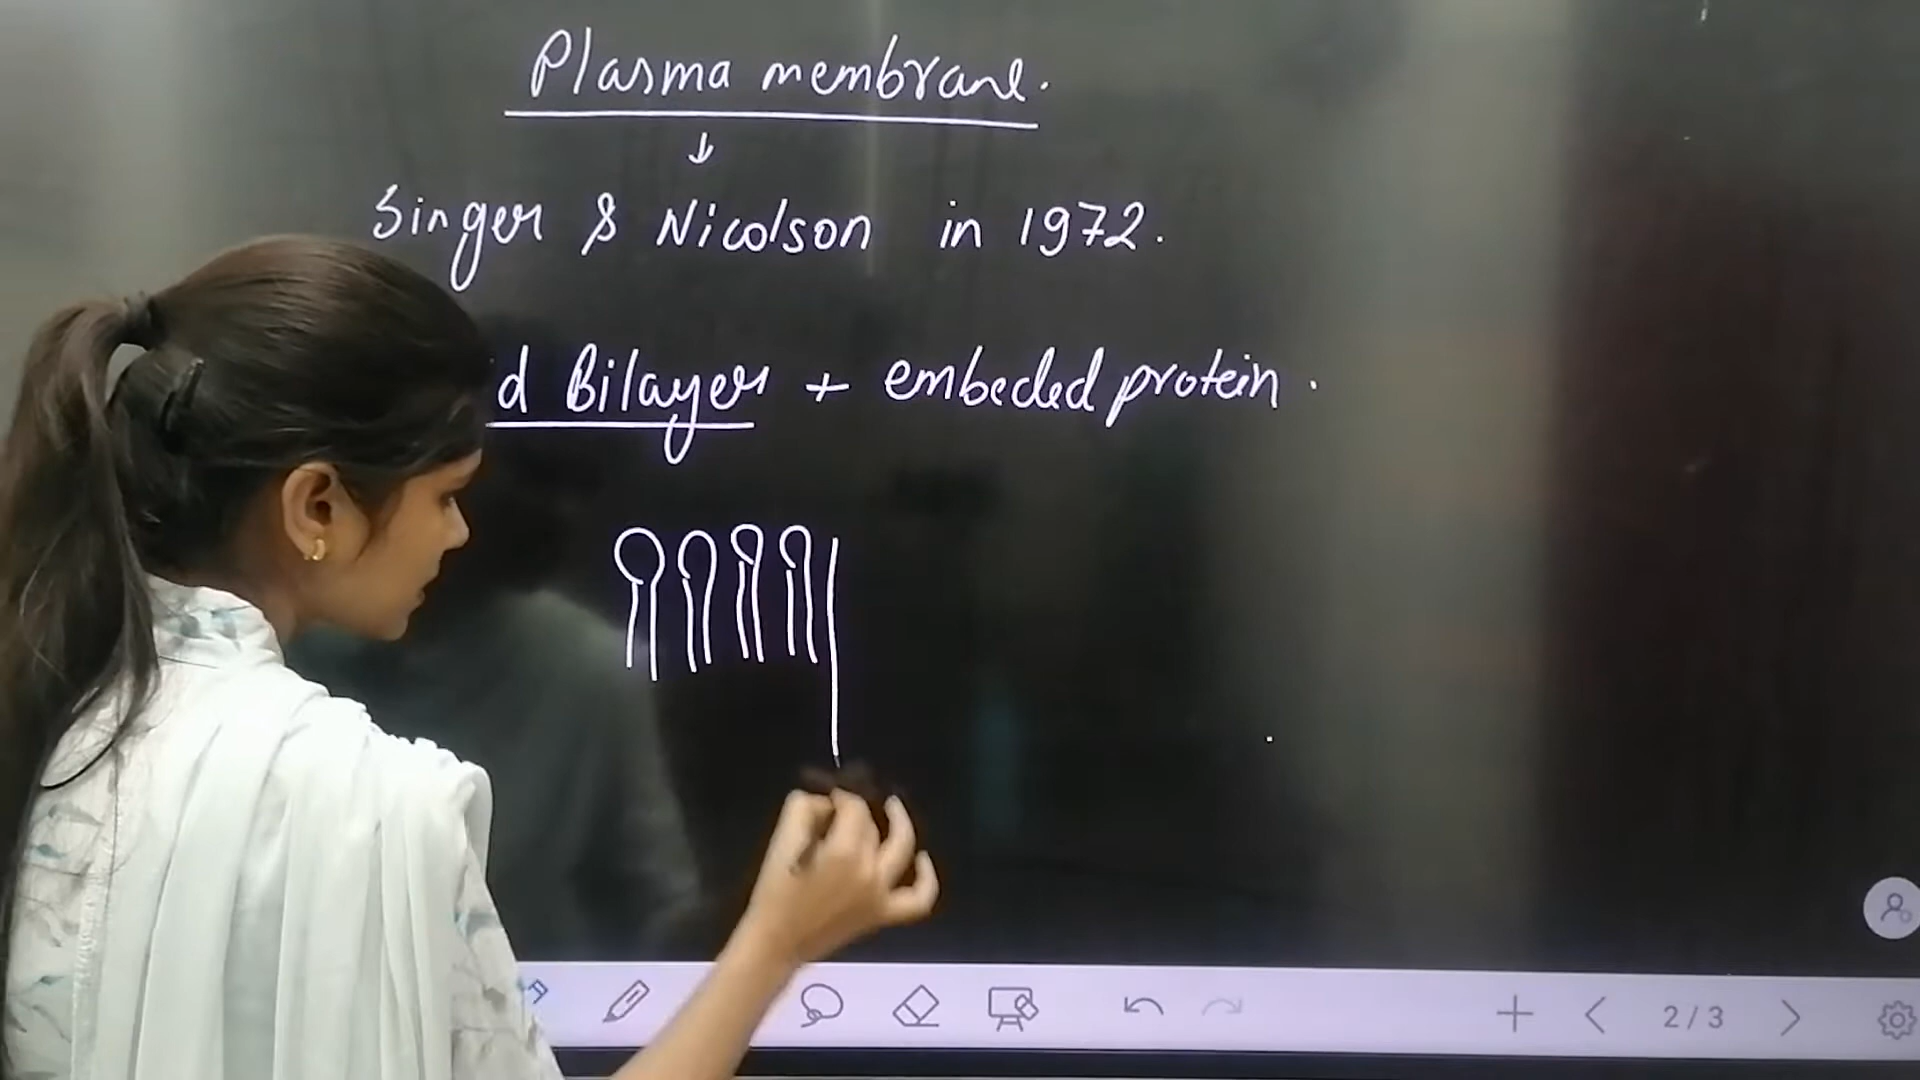 Plasma membrane.
↓
Singer & Nicolson in 1972.
d Bilayer + embeded protein.
2/3